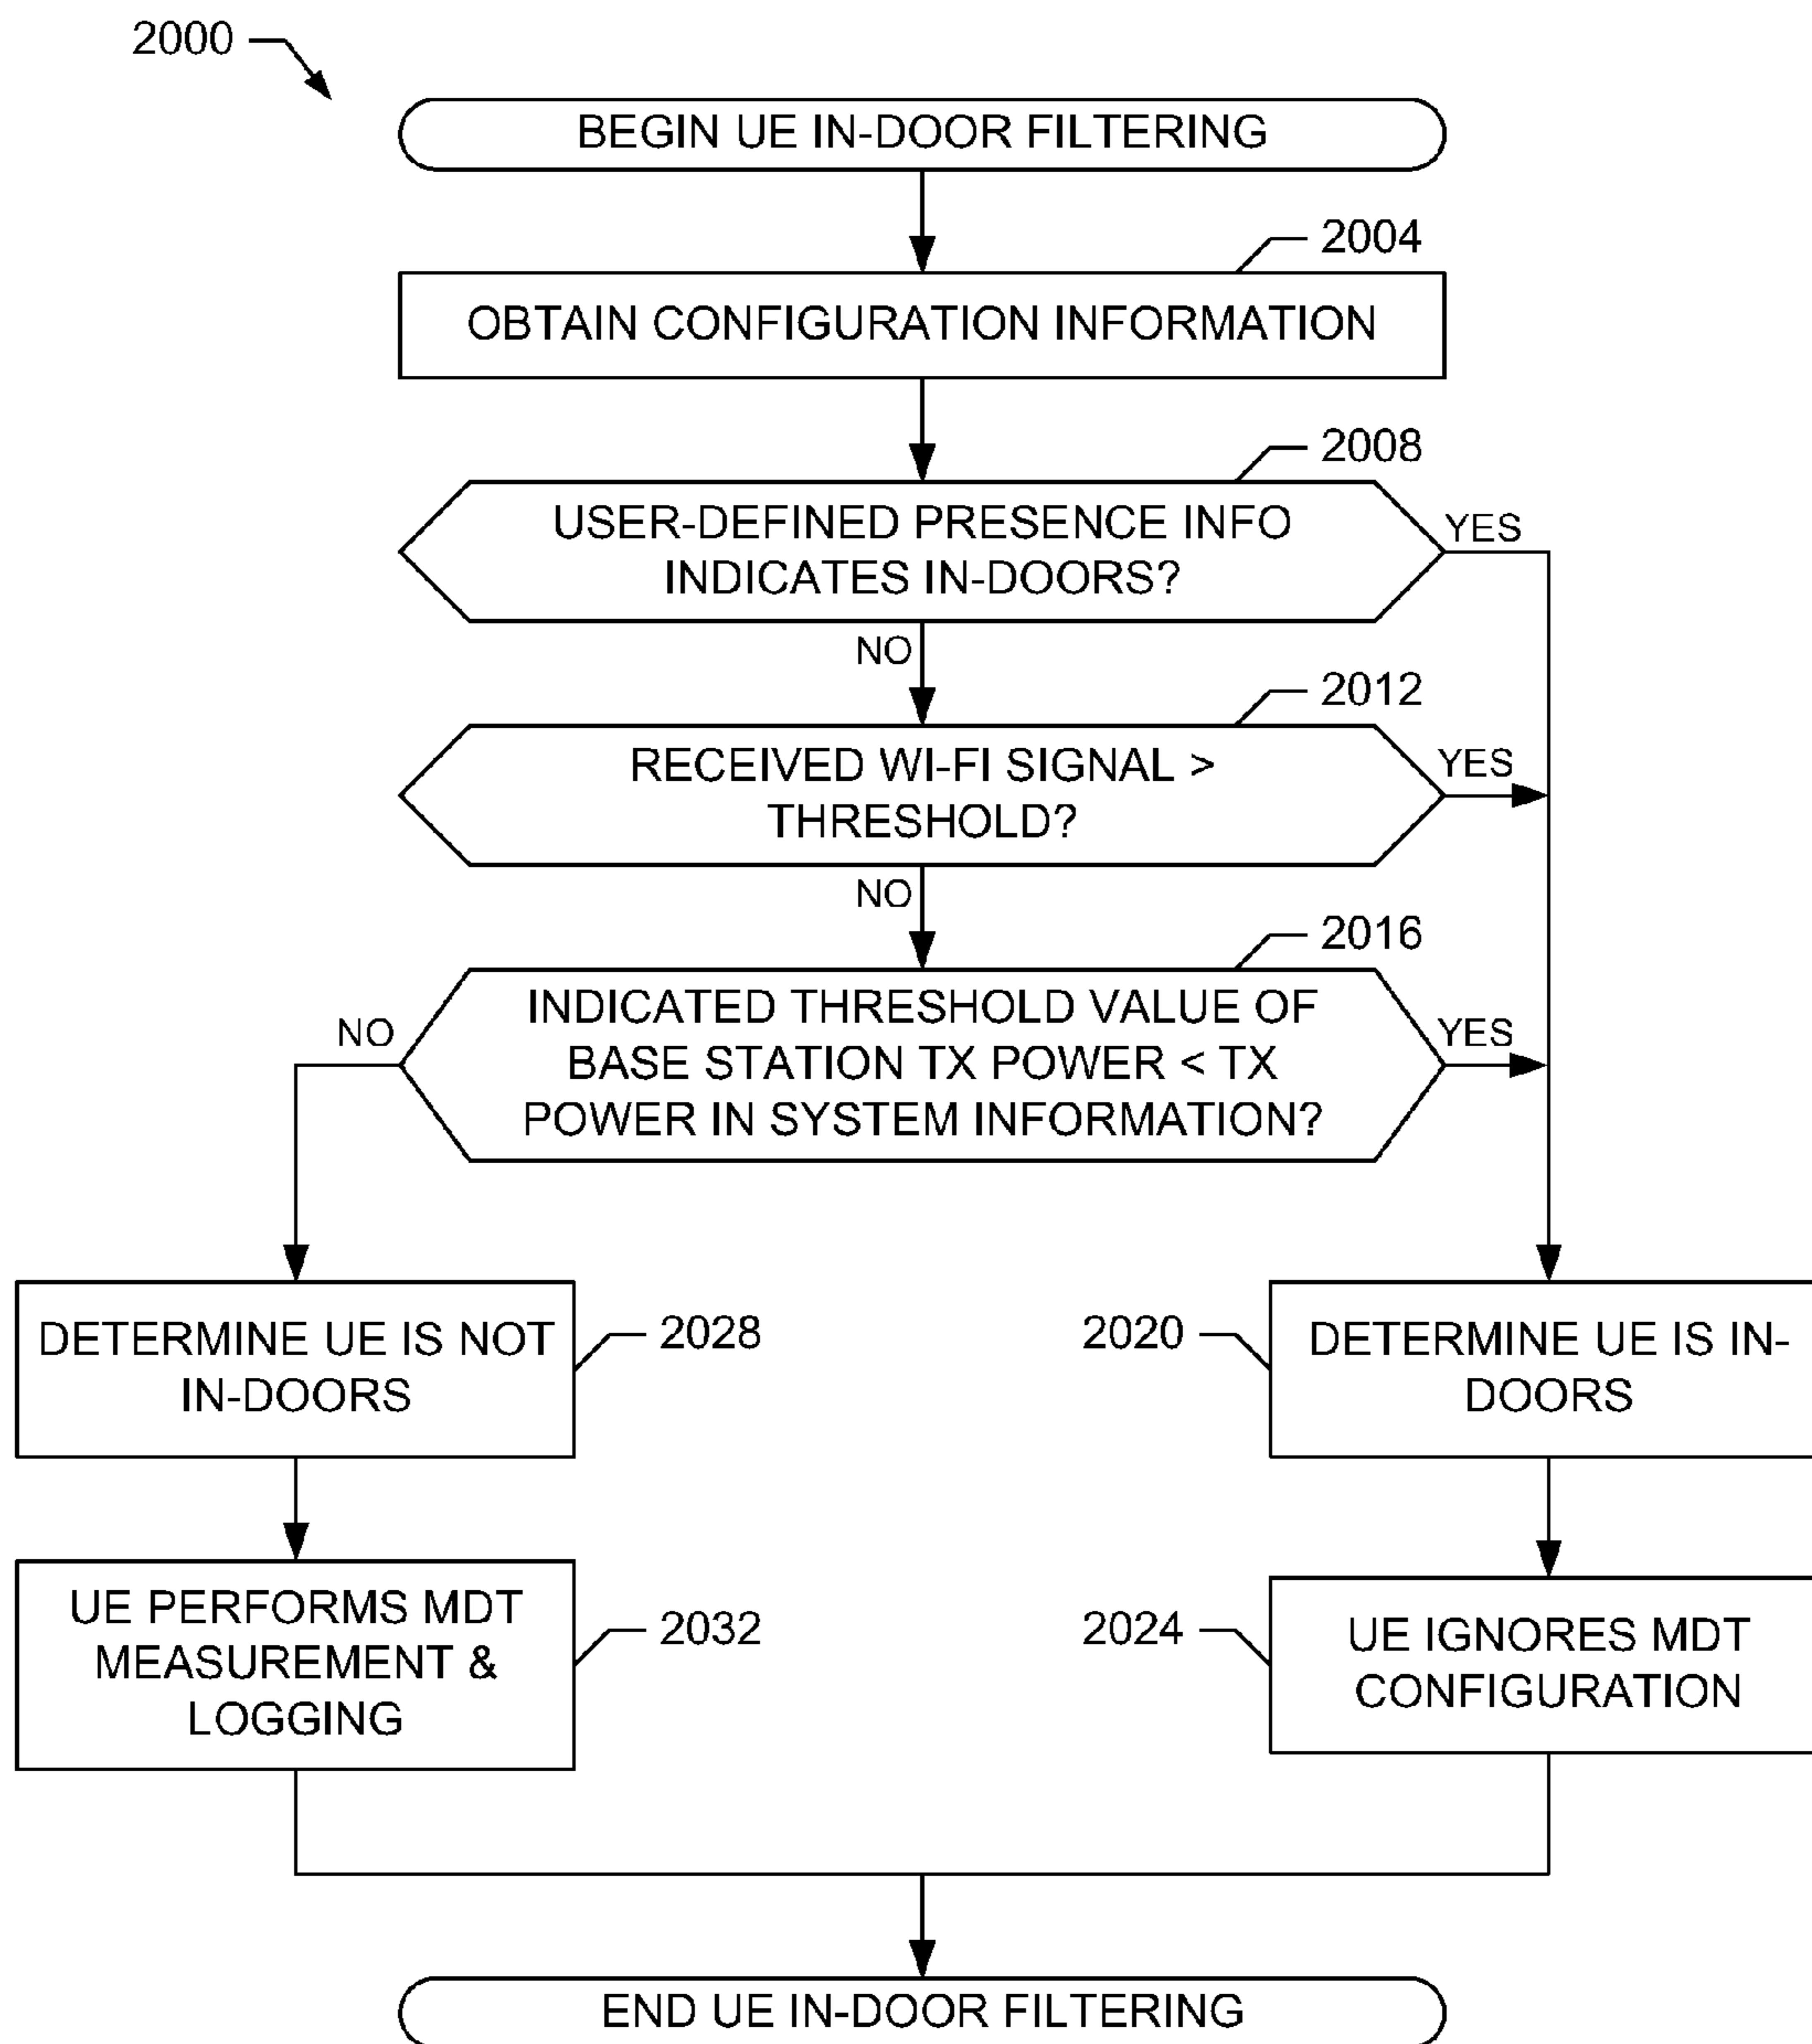 2000
BEGIN UE IN-DOOR FILTERING
2004
OBTAIN CONFIGURATION INFORMATION
2008
USER-DEFINED PRESENCE INFO
INDICATES IN-DOORS?
YES
NO
2012
RECEIVED WI-FI SIGNAL >
THRESHOLD?
YES
NO
2016
INDICATED THRESHOLD VALUE OF
BASE STATION TX POWER < TX
POWER IN SYSTEM INFORMATION?
NO
YES
DETERMINE UE IS NOT
IN-DOORS
2028
2020
DETERMINE UE IS IN-
DOORS
UE PERFORMS MDT
MEASUREMENT &
LOGGING
2032
2024
UE IGNORES MDT
CONFIGURATION
END UE IN-DOOR FILTERING